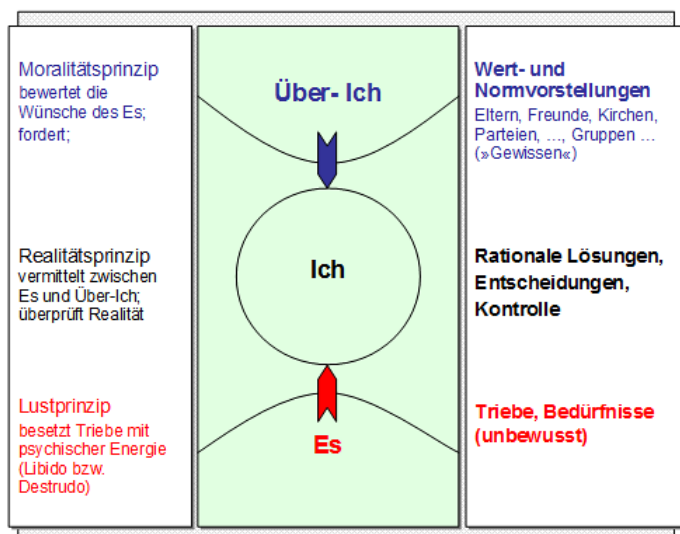 Moralitätsprinzip
bewertet die
Wünsche des Es;
fordert;
Realitätsprinzip
vermittelt zwischen
Es und Über-Ich;
überprüft Realität
Lustprinzip
besetzt Triebe mit
psychischer Energie
(Libido bzw.
Destrudo)
Über- Ich
Ich
Es
Wert- und
Normvorstellungen
Eltern, Freunde, Kirchen,
Parteien, ..., Gruppen ...
(»Gewissen«)
Rationale Lösungen,
Entscheidungen,
Kontrolle
Triebe, Bedürfnisse
(unbewusst)